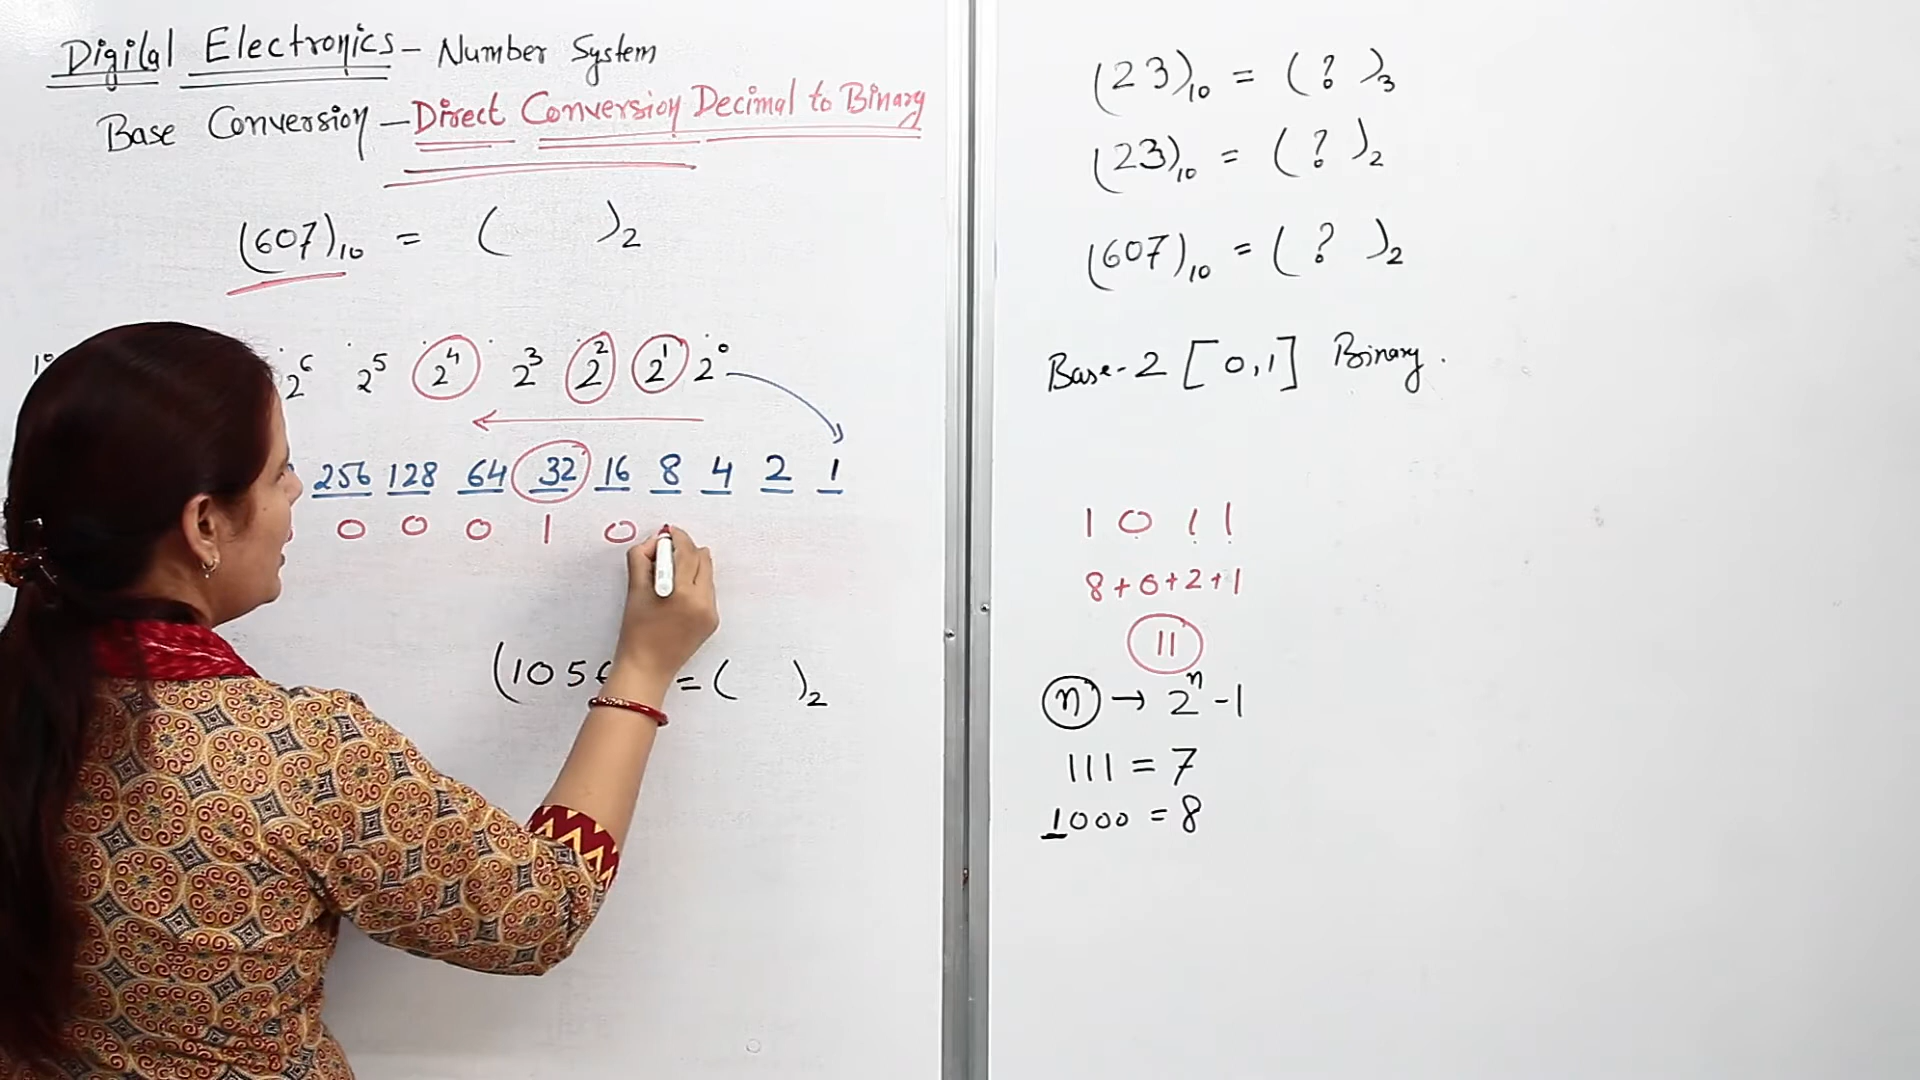 Digital Electronics - Number System
Base Conversion - Direct Conversion Decimal to Binary
(607)₁₀ = ( )₂
2⁶ 2⁵ 2⁴ 2³ 2² 2¹ 2⁰
256 128 64 32 16 8 4 2 1
0 0 0 1 0
(105 = ( )₂
(23)₁₀ = ( ? )₃
(23)₁₀ = ( ? )₂
(607)₁₀ = ( ? )₂
Base-2 [0,1] Binary.
1 0 1 1
8+0+2+1
11
n → 2ⁿ-1
111 = 7
1000 = 8